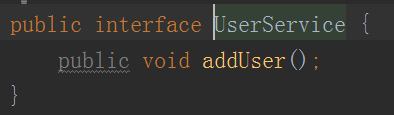 public interface UserService {
public void addUser();
}